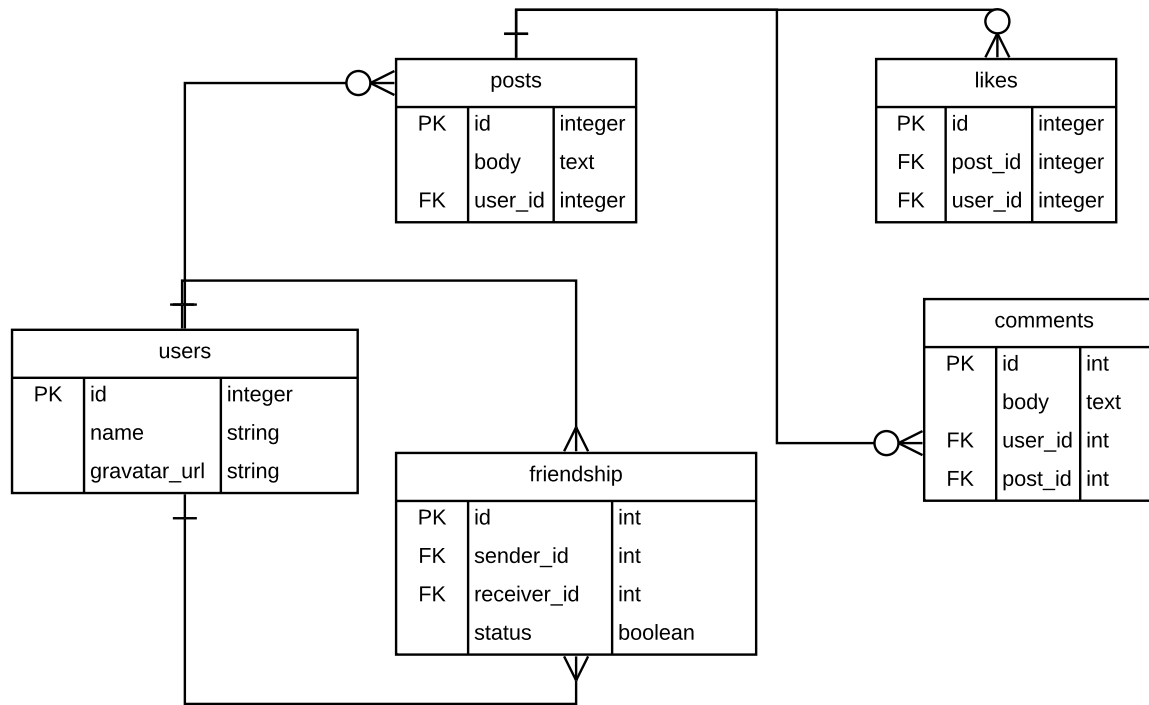 posts
PK id integer
body text
FK user_id integer
likes
PK id integer
FK post_id integer
FK user_id integer
users
PK id integer
name string
gravatar_url string
friendship
PK id int
FK sender_id int
FK receiver_id int
status boolean
comments
PK id int
body text
FK user_id int
FK post_id int